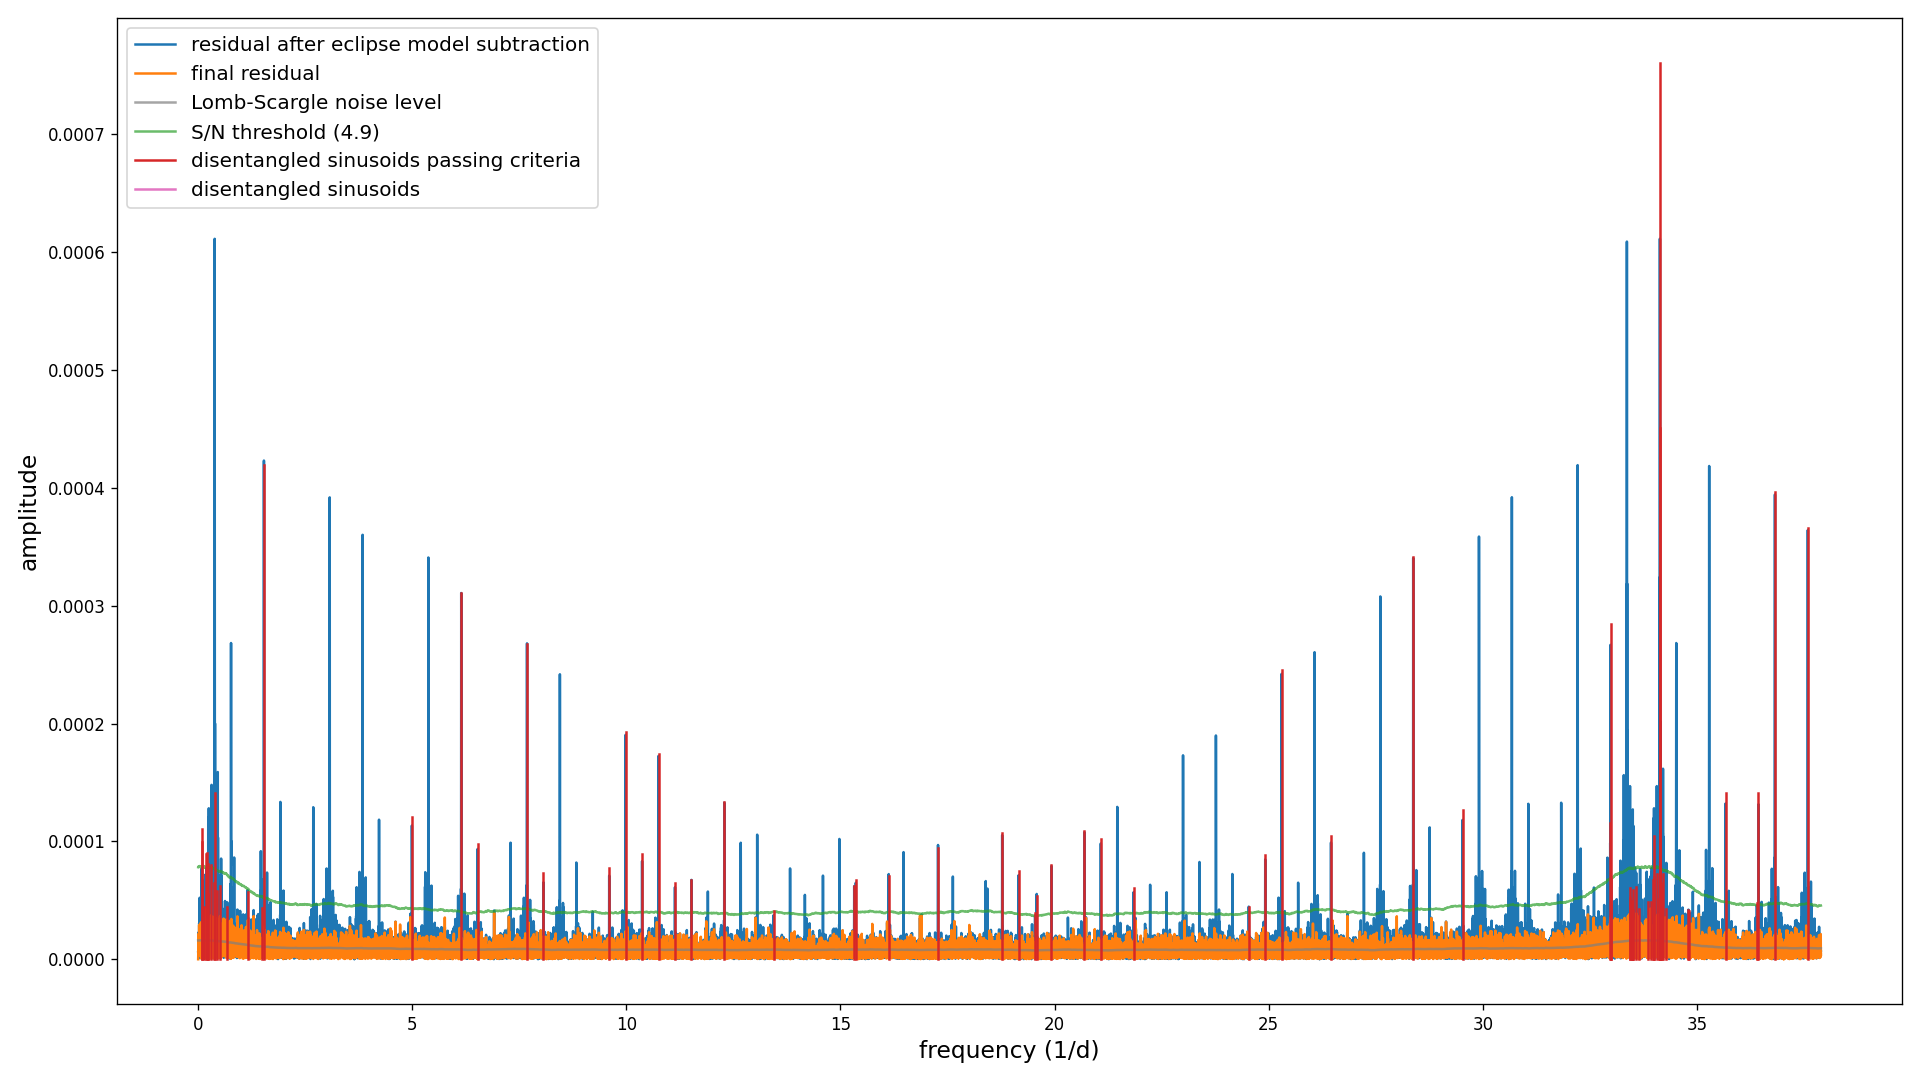 residual after eclipse model subtraction
final residual
Lomb-Scargle noise level
S/N threshold (4.9)
disentangled sinusoids passing criteria
disentangled sinusoids
amplitude
0.0007
0.0006
0.0005
0.0004
0.0003
0.0002
0.0001
0.0000
0 5 10 15 20 25 30 35
frequency (1/d)